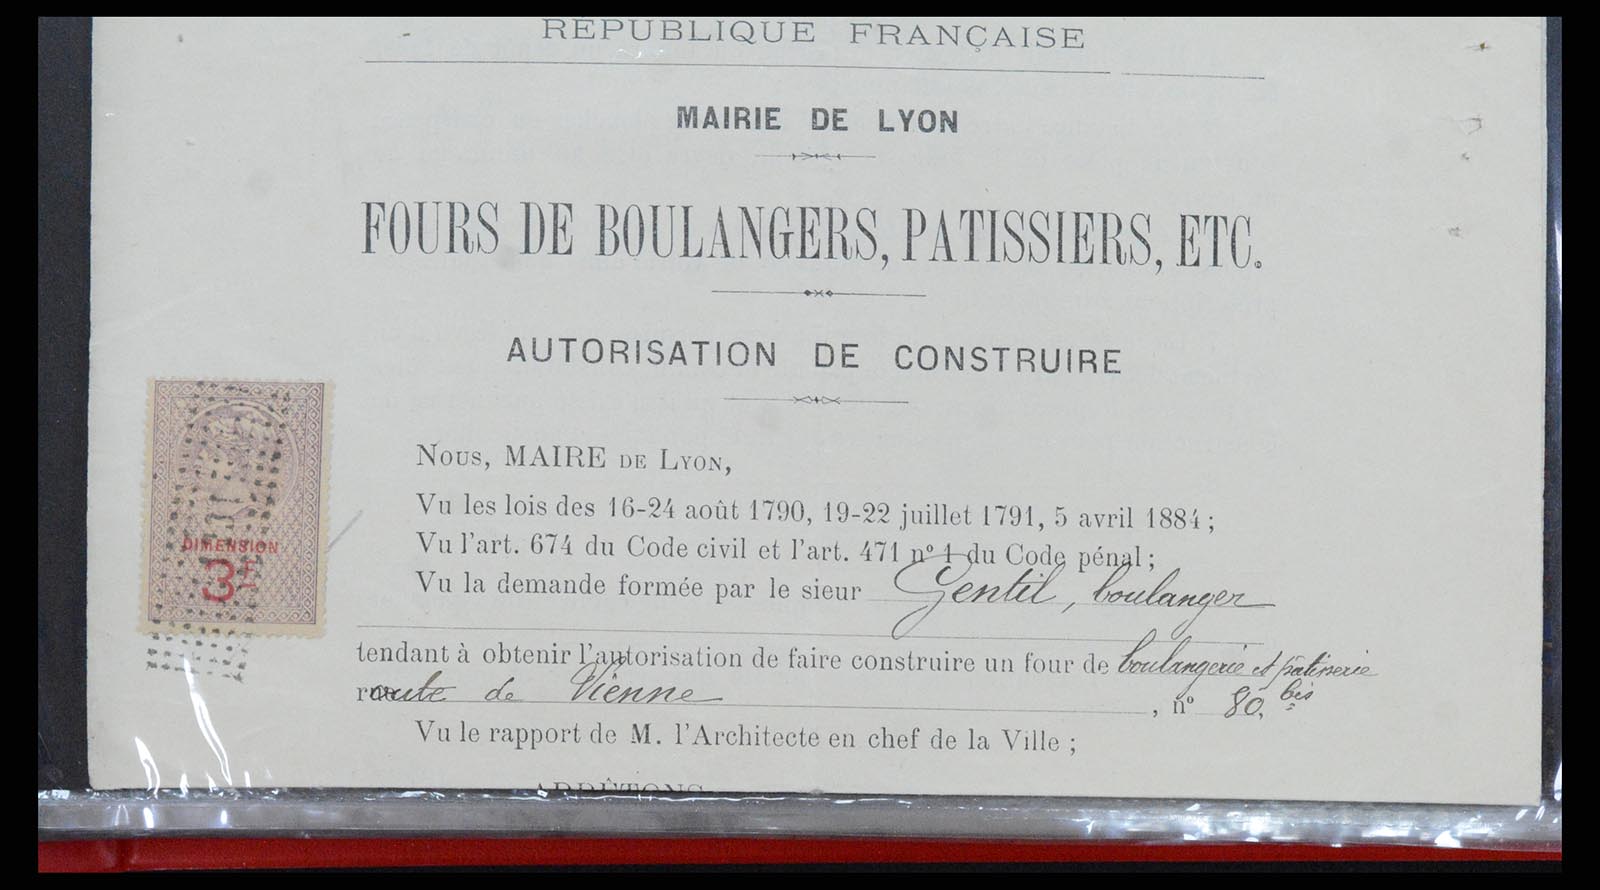 RÉPUBLIQUE FRANÇAISE
MAIRIE DE LYON
FOURS DE BOULANGERS, PATISSIERS, ETC.
AUTORISATION DE CONSTRUIRE
Nous, MAIRE DE LYON,
Vu les lois des 16-24 août 1790, 19-22 juillet 1791, 5 avril 1884 ;
Vu l'art. 674 du Code civil et l'art. 471 nº 1 du Code pénal ;
Vu la demande formée par le sieur Gentil, boulanger
tendant à obtenir l'autorisation de faire construire un four de boulangerie et pâtisserie
route de Vienne, nº 80, bis
Vu le rapport de M. l'Architecte en chef de la Ville ;
ARRÊTONS
DIMENSION
3F